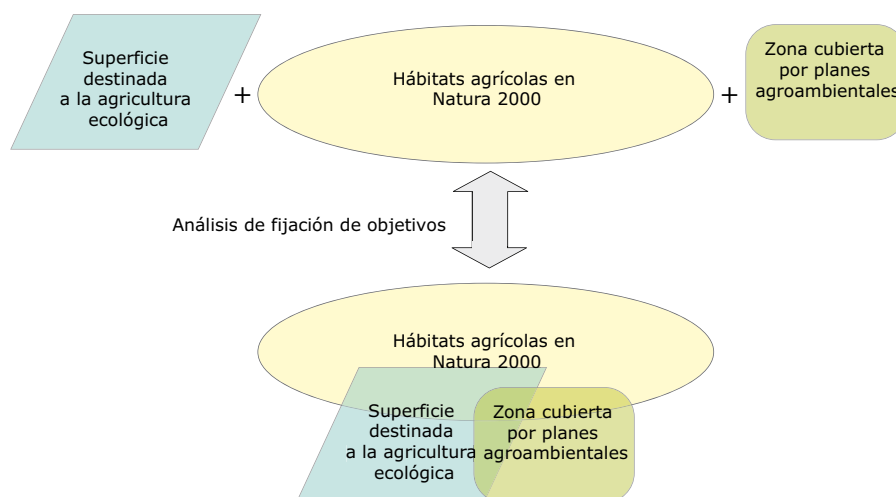 Superficie
destinada
a la agricultura
ecológica
+
Hábitats agrícolas en
Natura 2000
+
Zona cubierta
por planes
agroambientales
Análisis de fijación de objetivos
Hábitats agrícolas en
Natura 2000
Superficie
destinada
a la agricultura
ecológica
Zona cubierta
por planes
agroambientales